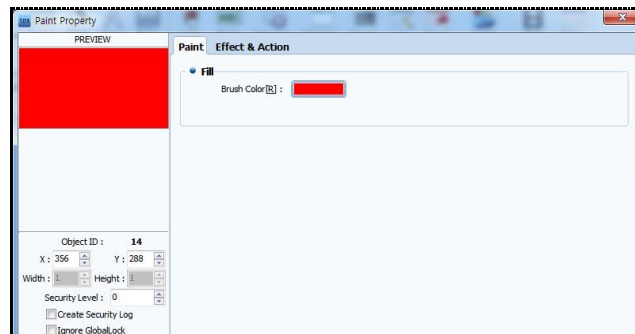 Paint Property
PREVIEW
Paint Effect & Action
Fill
Brush Color[R] :
Object ID : 14
X : 356 Y : 288
Width : 1 Height : 1
Security Level : 0
Create Security Log
Ignore GlobalLock